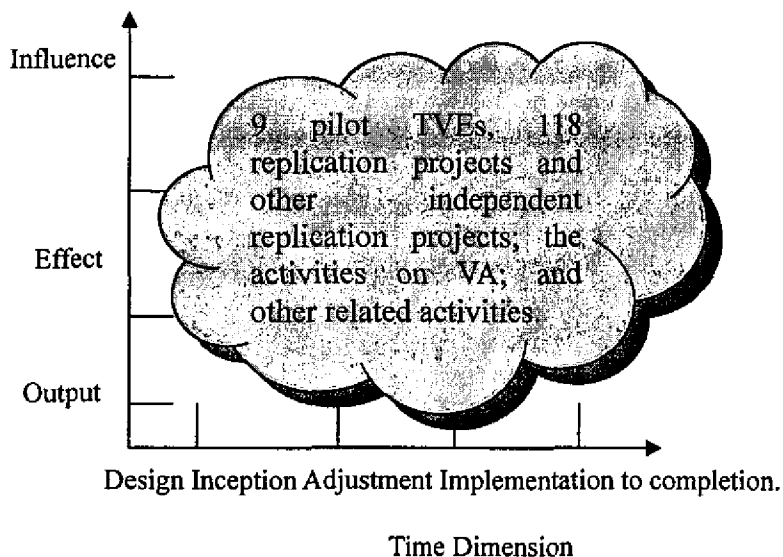 Influence
9 pilot TVEs, 118
replication projects and
other independent
replication projects; the
Effect
activities on VA; and
other related activities.
Output
Design Inception Adjustment Implementation to completion.
Time Dimension